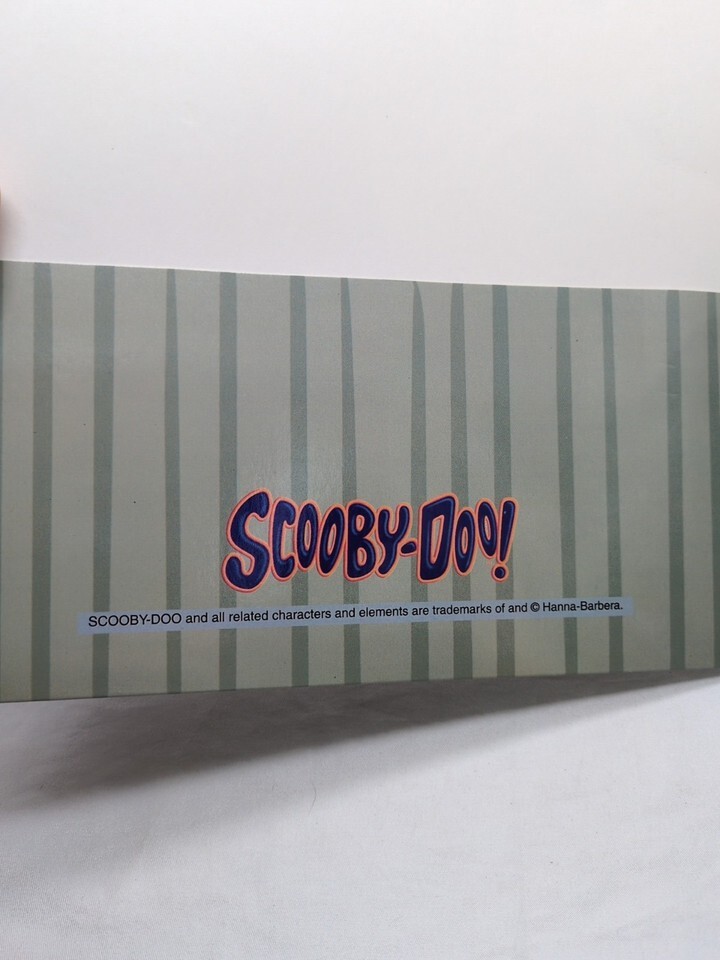 SCOOBY-DOO!
SCOOBY-DOO and all related characters and elements are trademarks of and © Hanna-Barbera.